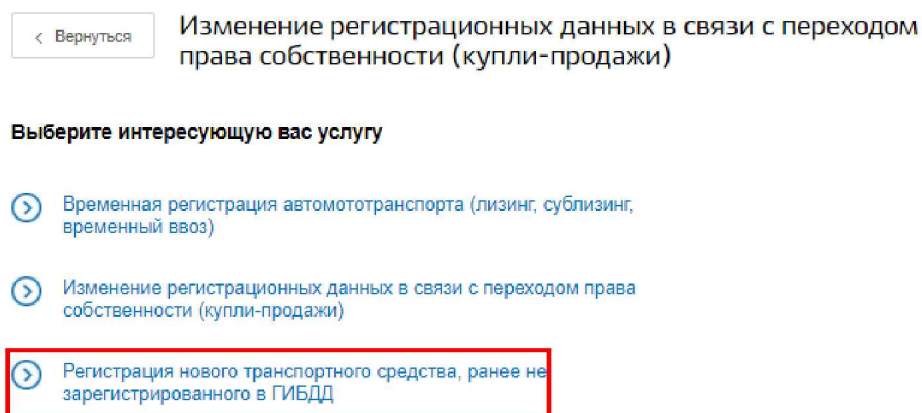 Вернуться
Изменение регистрационных данных в связи с переходом
права собственности (купли-продажи)
Выберите интересующую вас услугу
Временная регистрация автомототранспорта (лизинг, сублизинг,
временный ввоз)
Изменение регистрационных данных в связи с переходом права
собственности (купли-продажи)
Регистрация нового транспортного средства, ранее не
зарегистрированного в ГИБДД